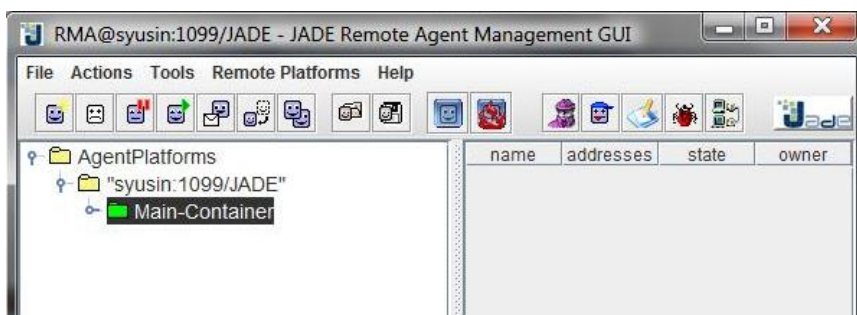 RMA@syusin:1099/JADE - JADE Remote Agent Management GUI
File Actions Tools Remote Platforms Help
Jade
AgentPlatforms
"syusin:1099/JADE"
Main-Container
name addresses state owner